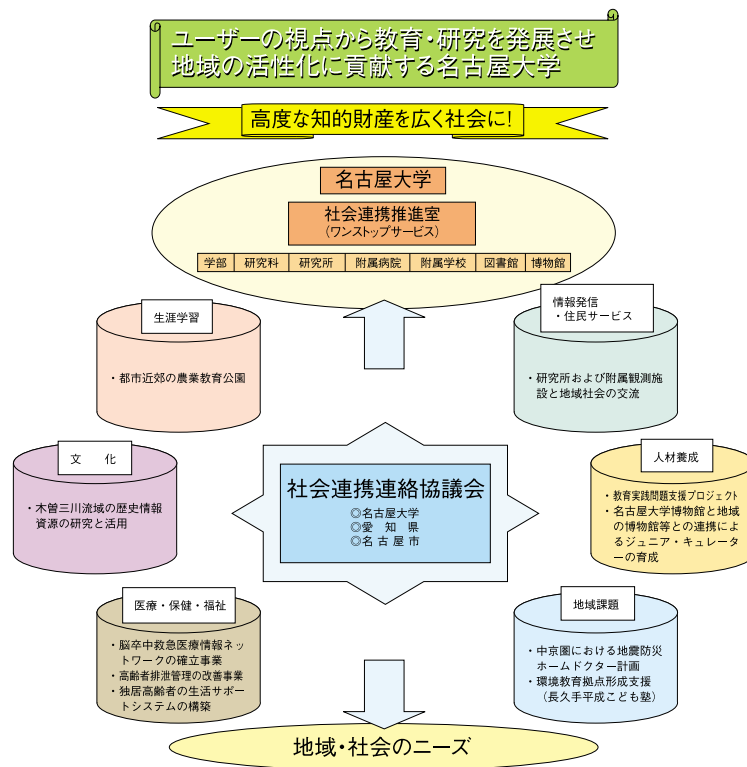 ユーザーの視点から教育・研究を発展させ
地域の活性化に貢献する名古屋大学
高度な知的財産を広く社会に!
名古屋大学
社会連携推進室
(ワンストップサービス)
学部 研究科 研究所 附属病院 附属学校 図書館 博物館
生涯学習
・都市近郊の農業教育公園
情報発信
・住民サービス
・研究所および附属観測施
設と地域社会の交流
文 化
・木曽三川流域の歴史情報
資源の研究と活用
社会連携連絡協議会
◎名古屋大学
◎愛 知 県
◎名 古 屋 市
人材養成
・教育実践問題支援プロジェクト
・名古屋大学博物館と地域
の博物館等との連携によ
るジュニア・キュレーター
の育成
医療・保健・福祉
・脳卒中救急医療情報ネッ
トワークの確立事業
・高齢者排泄管理の改善事業
・独居高齢者の生活サポー
トシステムの構築
地域課題
・中京圏における地震防災
ホームドクター計画
・環境教育拠点形成支援
(長久手平成こども塾)
地域・社会のニーズ